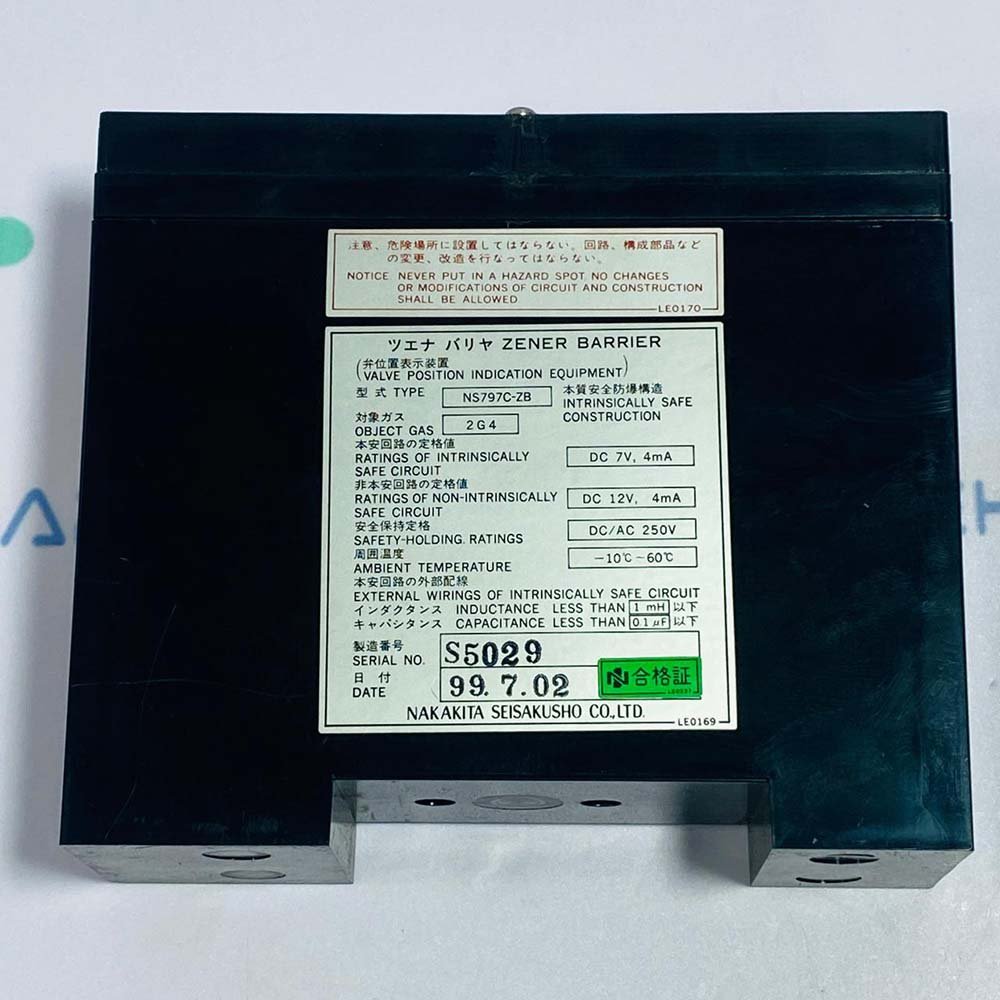 注意、危険場所に設置してはならない。回路、構成部品など
の変更、改造を行なってはならない。
NOTICE NEVER PUT IN A HAZARD SPOT NO CHANGES
OR MODIFICATIONS OF CIRCUIT AND CONSTRUCTION
SHALL BE ALLOWED
LE0170
ツエナ バリヤ ZENER BARRIER
(弁位置表示装置
VALVE POSITION INDICATION EQUIPMENT)
型式 TYPE NS797C-ZB 本質安全防爆構造
INTRINSICALLY SAFE
CONSTRUCTION
対象ガス
OBJECT GAS 2G4
本安回路の定格値
RATINGS OF INTRINSICALLY
SAFE CIRCUIT DC 7V, 4mA
非本安回路の定格値
RATINGS OF NON-INTRINSICALLY
SAFE CIRCUIT DC 12V, 4mA
安全保持定格
SAFETY-HOLDING. RATINGS DC/AC 250V
周囲温度
AMBIENT TEMPERATURE -10℃~60℃
本安回路の外部配線
EXTERNAL WIRINGS OF INTRINSICALLY SAFE CIRCUIT
インダクタンス INDUCTANCE LESS THAN 1 mH 以下
キャパシタンス CAPACITANCE LESS THAN 0.1 μF 以下
製造番号
SERIAL NO. S5029
日付
DATE 99.7.02
合格証
NAKAKITA SEISAKUSHO CO.,LTD.
LE0169